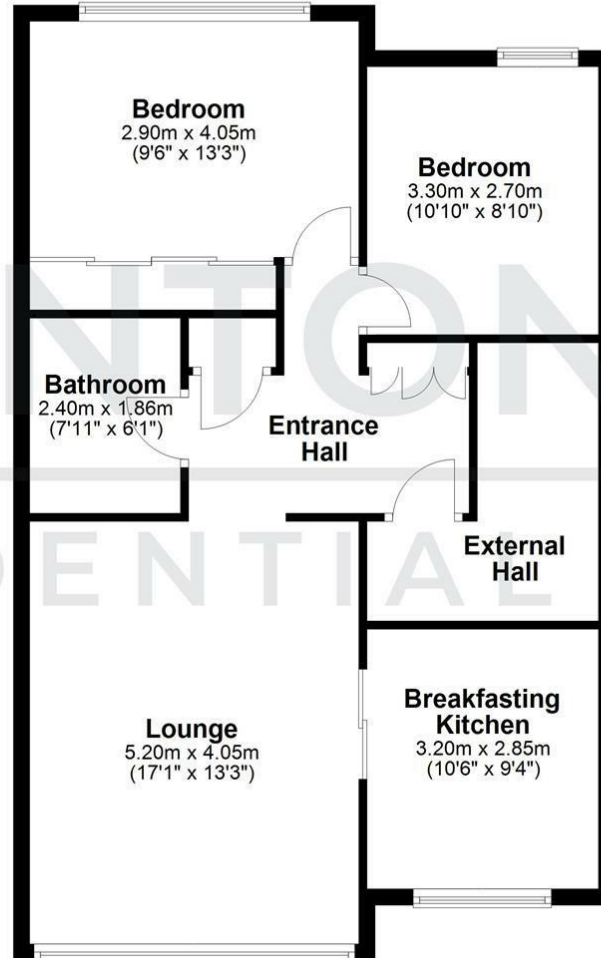 Bedroom
2.90m x 4.05m
(9'6" x 13'3")
Bedroom
3.30m x 2.70m
(10'10" x 8'10")
NTON
Bathroom
2.40m x 1.86m
(7'11" x 6'1")
Entrance
Hall
External
Hall
DENTIAL
Lounge
5.20m x 4.05m
(17'1" x 13'3")
Breakfasting
Kitchen
3.20m x 2.85m
(10'6" x 9'4")